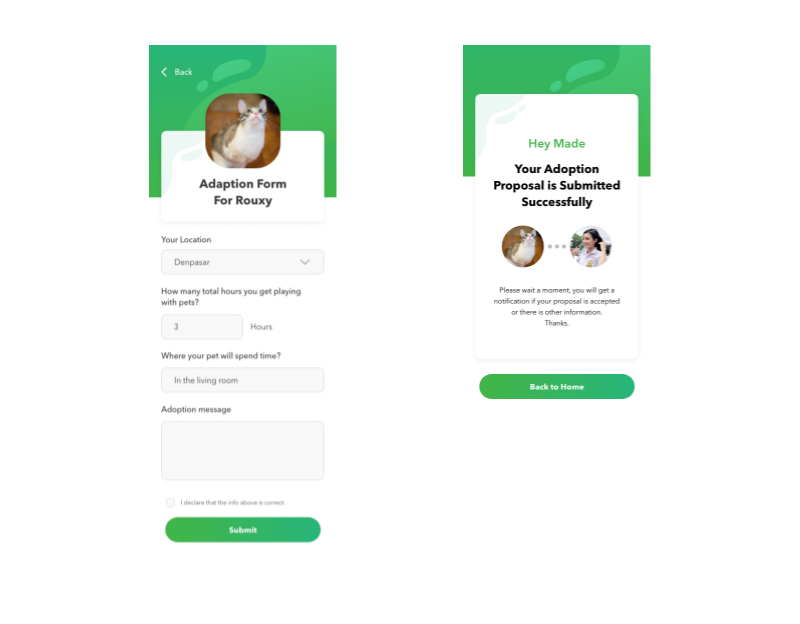 Back
Adaption Form
For Rouxy
Your Location
Denpasar
How many total hours you get playing
with pets?
3
Hours
Where your pet will spend time?
In the living room
Adoption message
I declare that the info above is correct.
Submit
Hey Made
Your Adoption
Proposal is Submitted
Successfully
Please wait a moment, you will get a
notification if your proposal is accepted
or there is other information.
Thanks.
Back to Home